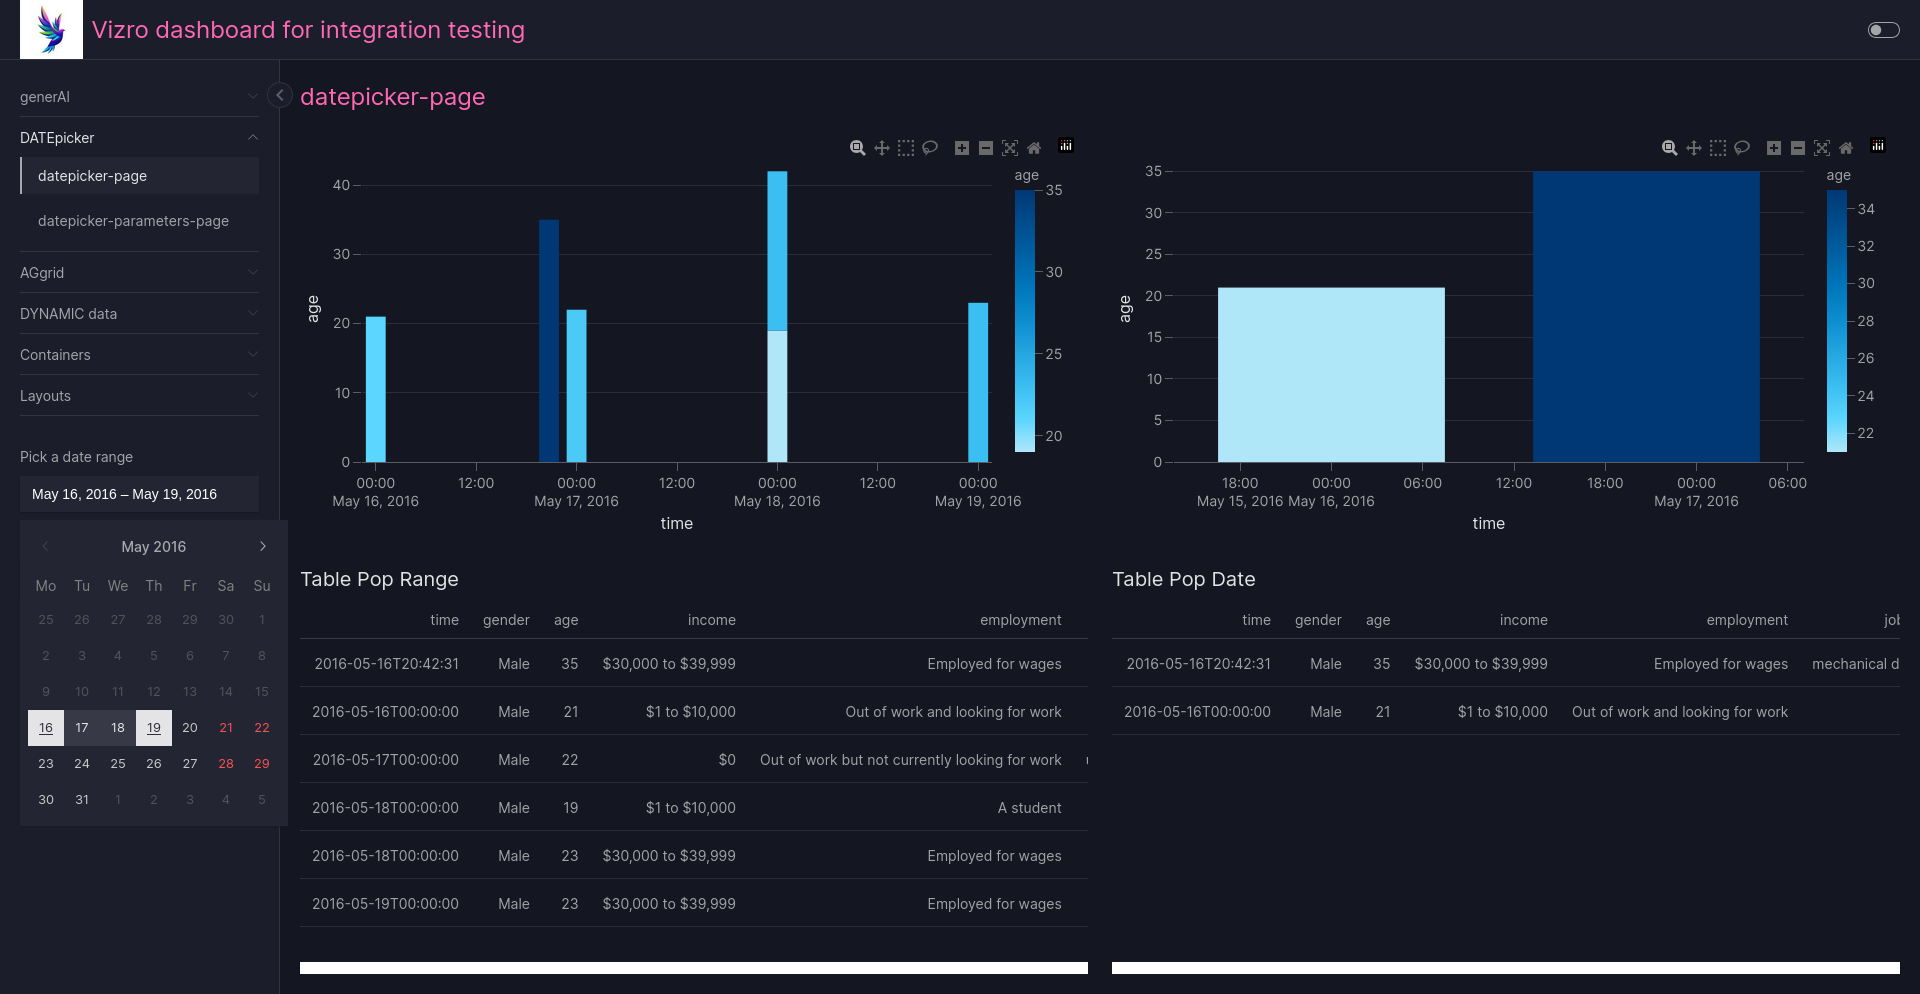 Vizro dashboard for integration testing
generAI
DATEpicker
datepicker-page
datepicker-parameters-page
AGgrid
DYNAMIC data
Containers
Layouts
Pick a date range
May 16, 2016 – May 19, 2016
May 2016
Mo Tu We Th Fr Sa Su
25 26 27 28 29 30 1
2 3 4 5 6 7 8
9 10 11 12 13 14 15
16 17 18 19 20 21 22
23 24 25 26 27 28 29
30 31 1 2 3 4 5
datepicker-page
age
40
30
20
10
0
age
35
30
25
20
00:00 12:00 00:00 12:00 00:00 12:00 00:00
May 16, 2016 May 17, 2016 May 18, 2016 May 19, 2016
time
age
35
30
25
20
15
10
5
0
age
34
32
30
28
26
24
22
18:00 00:00 06:00 12:00 18:00 00:00 06:00
May 15, 2016 May 16, 2016 May 17, 2016
time
Table Pop Range
time gender age income employment
2016-05-16T20:42:31 Male 35 $30,000 to $39,999 Employed for wages
2016-05-16T00:00:00 Male 21 $1 to $10,000 Out of work and looking for work
2016-05-17T00:00:00 Male 22 $0 Out of work but not currently looking for work
2016-05-18T00:00:00 Male 19 $1 to $10,000 A student
2016-05-18T00:00:00 Male 23 $30,000 to $39,999 Employed for wages
2016-05-19T00:00:00 Male 23 $30,000 to $39,999 Employed for wages
Table Pop Date
time gender age income employment job
2016-05-16T20:42:31 Male 35 $30,000 to $39,999 Employed for wages mechanical d
2016-05-16T00:00:00 Male 21 $1 to $10,000 Out of work and looking for work